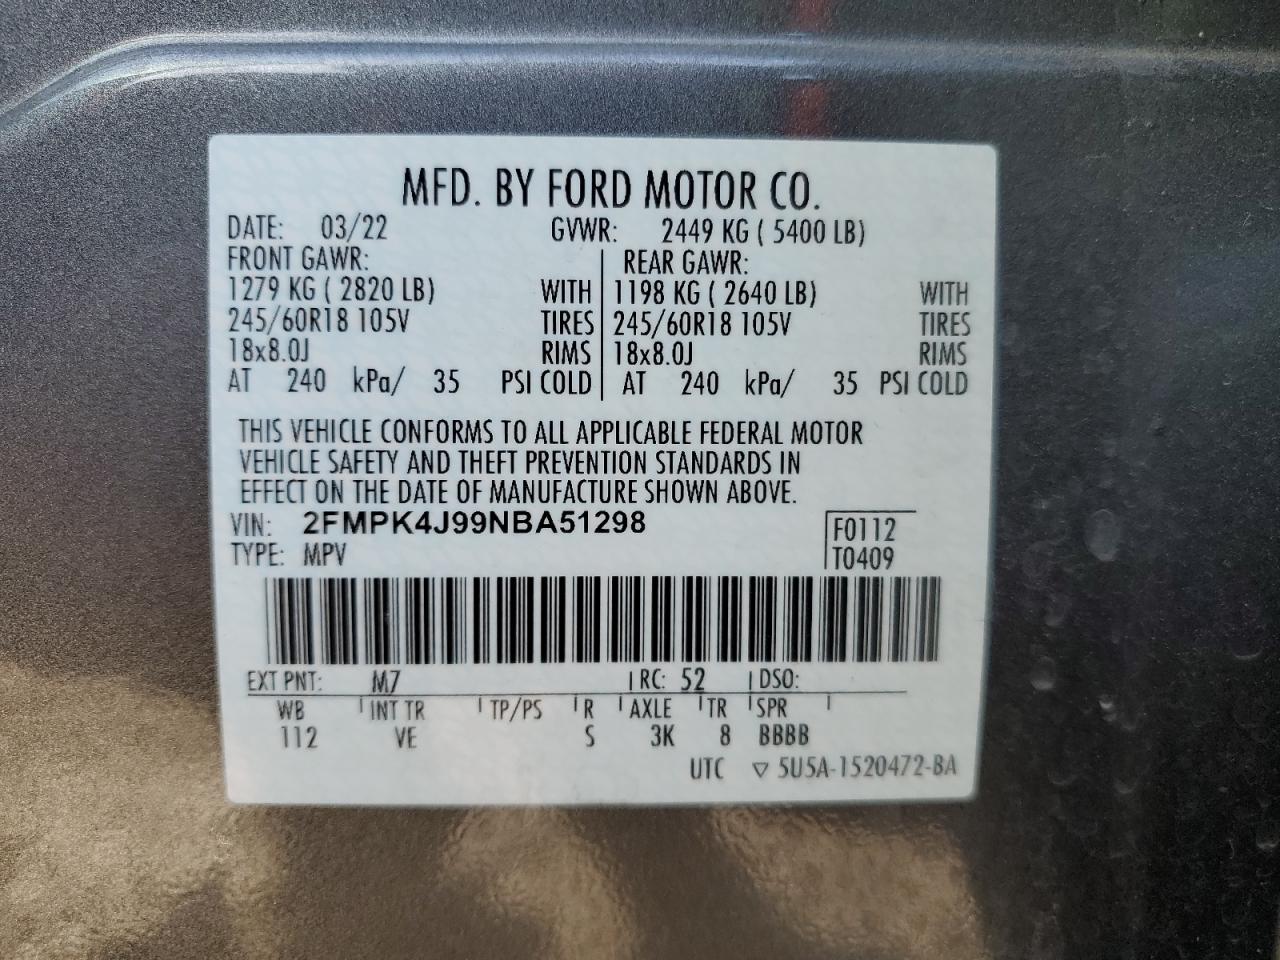 MFD. BY FORD MOTOR CO.
DATE: 03/22 GVWR: 2449 KG ( 5400 LB)
FRONT GAWR: REAR GAWR:
1279 KG ( 2820 LB) WITH 1198 KG ( 2640 LB) WITH
245/60R18 105V TIRES 245/60R18 105V TIRES
18x8.0J RIMS 18x8.0J RIMS
AT 240 kPa/ 35 PSI COLD AT 240 kPa/ 35 PSI COLD
THIS VEHICLE CONFORMS TO ALL APPLICABLE FEDERAL MOTOR
VEHICLE SAFETY AND THEFT PREVENTION STANDARDS IN
EFFECT ON THE DATE OF MANUFACTURE SHOWN ABOVE.
VIN: 2FMPK4J99NBA51298 F0112
TYPE: MPV T0409
EXT PNT: M7 RC: 52 DSO:
WB INT TR TP/PS R AXLE TR SPR
112 VE S 3K 8 BBBB
UTC ▽ 5U5A-1520472-BA